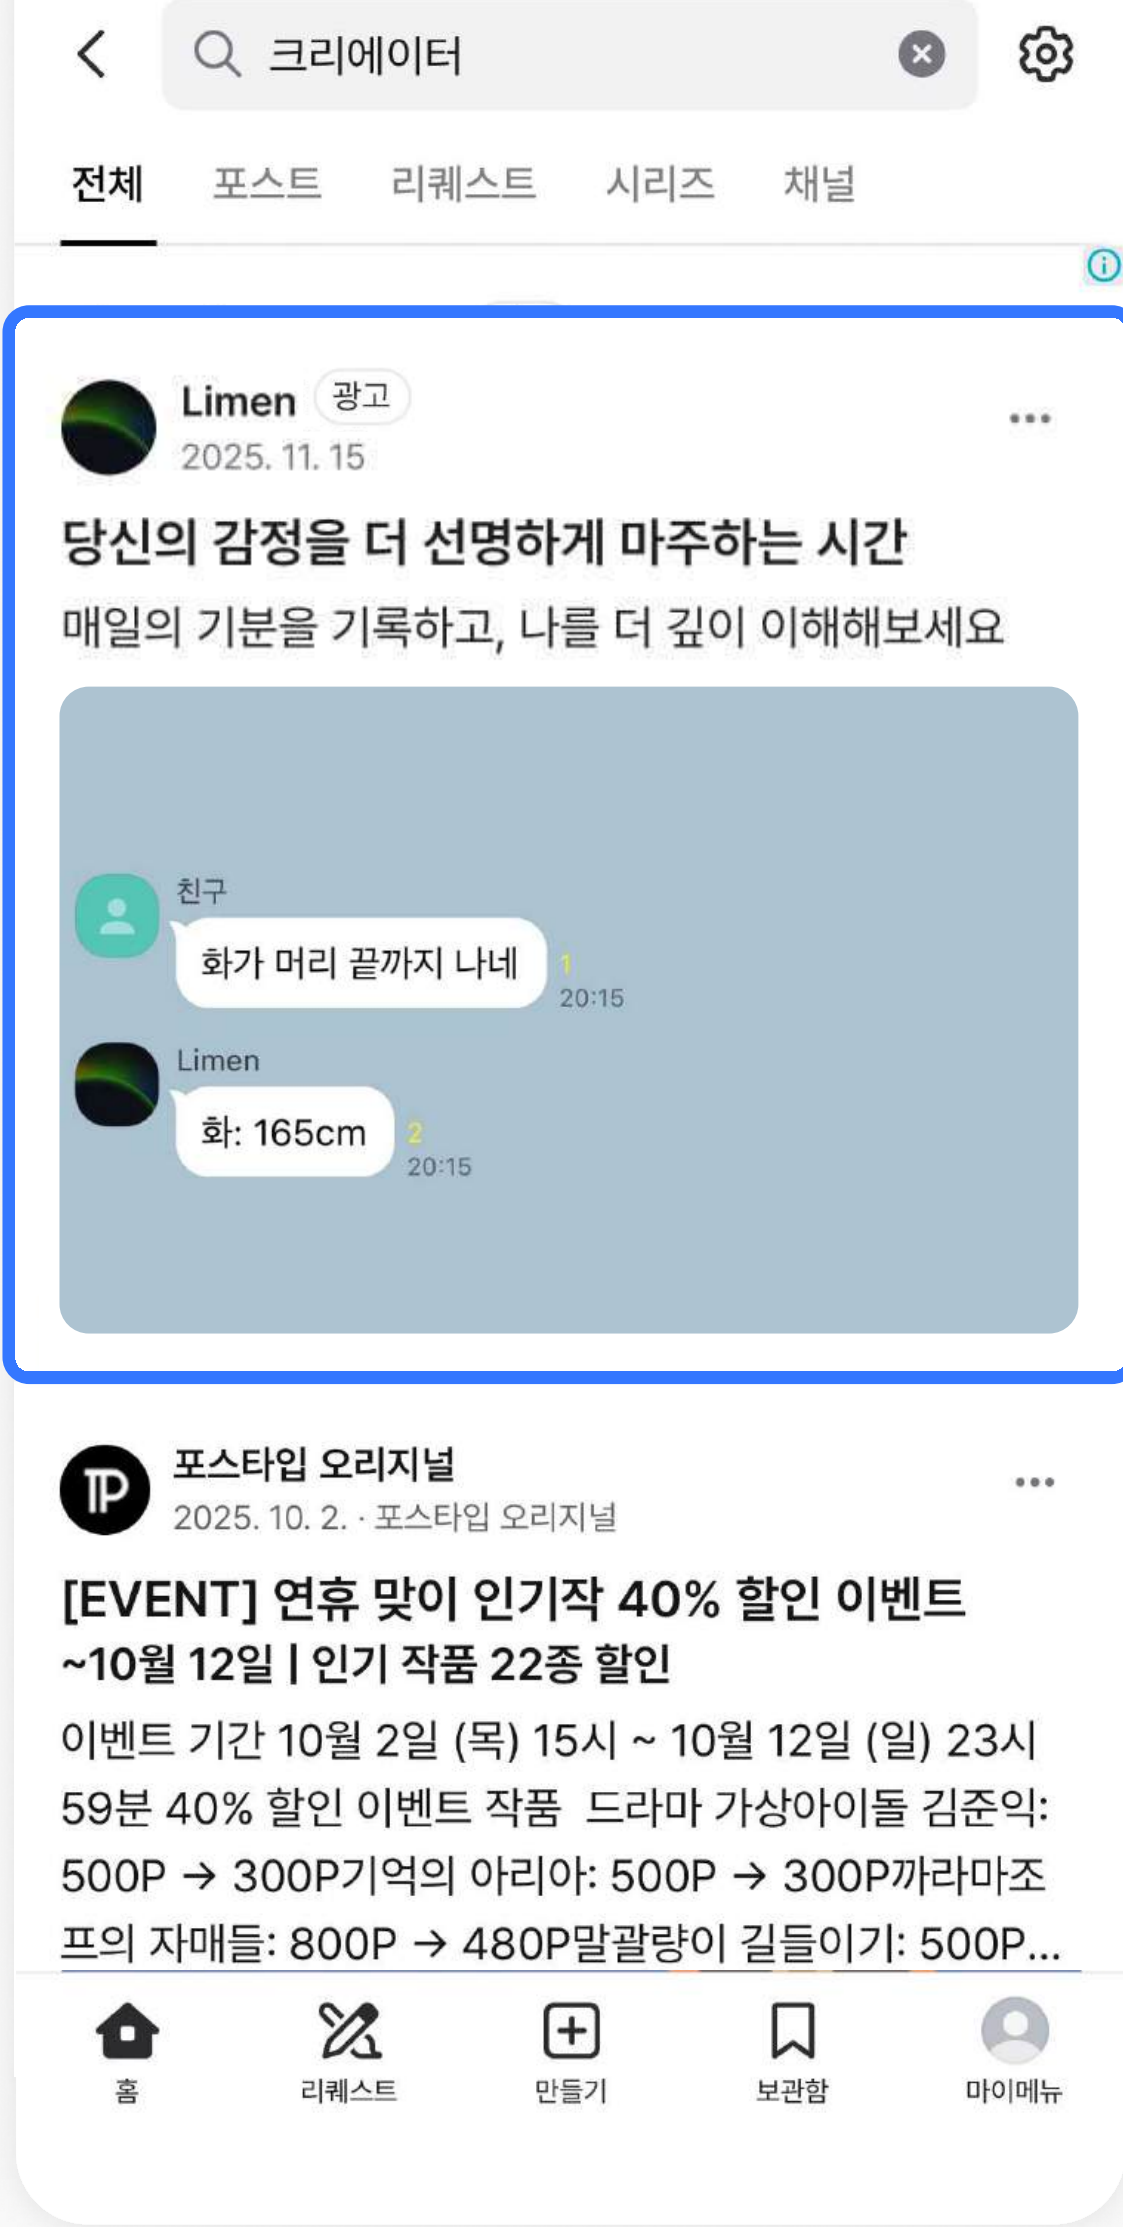 크리에이터
전체 포스트 리퀘스트 시리즈 채널
Limen 광고
2025. 11. 15
당신의 감정을 더 선명하게 마주하는 시간
매일의 기분을 기록하고, 나를 더 깊이 이해해보세요
친구
화가 머리 끝까지 나네 1
20:15
Limen
화: 165cm 2
20:15
포스타입 오리지널
2025. 10. 2. · 포스타입 오리지널
[EVENT] 연휴 맞이 인기작 40% 할인 이벤트
~10월 12일 | 인기 작품 22종 할인
이벤트 기간 10월 2일 (목) 15시 ~ 10월 12일 (일) 23시
59분 40% 할인 이벤트 작품  드라마 가상아이돌 김준익:
500P → 300P기억의 아리아: 500P → 300P까라마조
프의 자매들: 800P → 480P말괄량이 길들이기: 500P...
홈 리퀘스트 만들기 보관함 마이메뉴